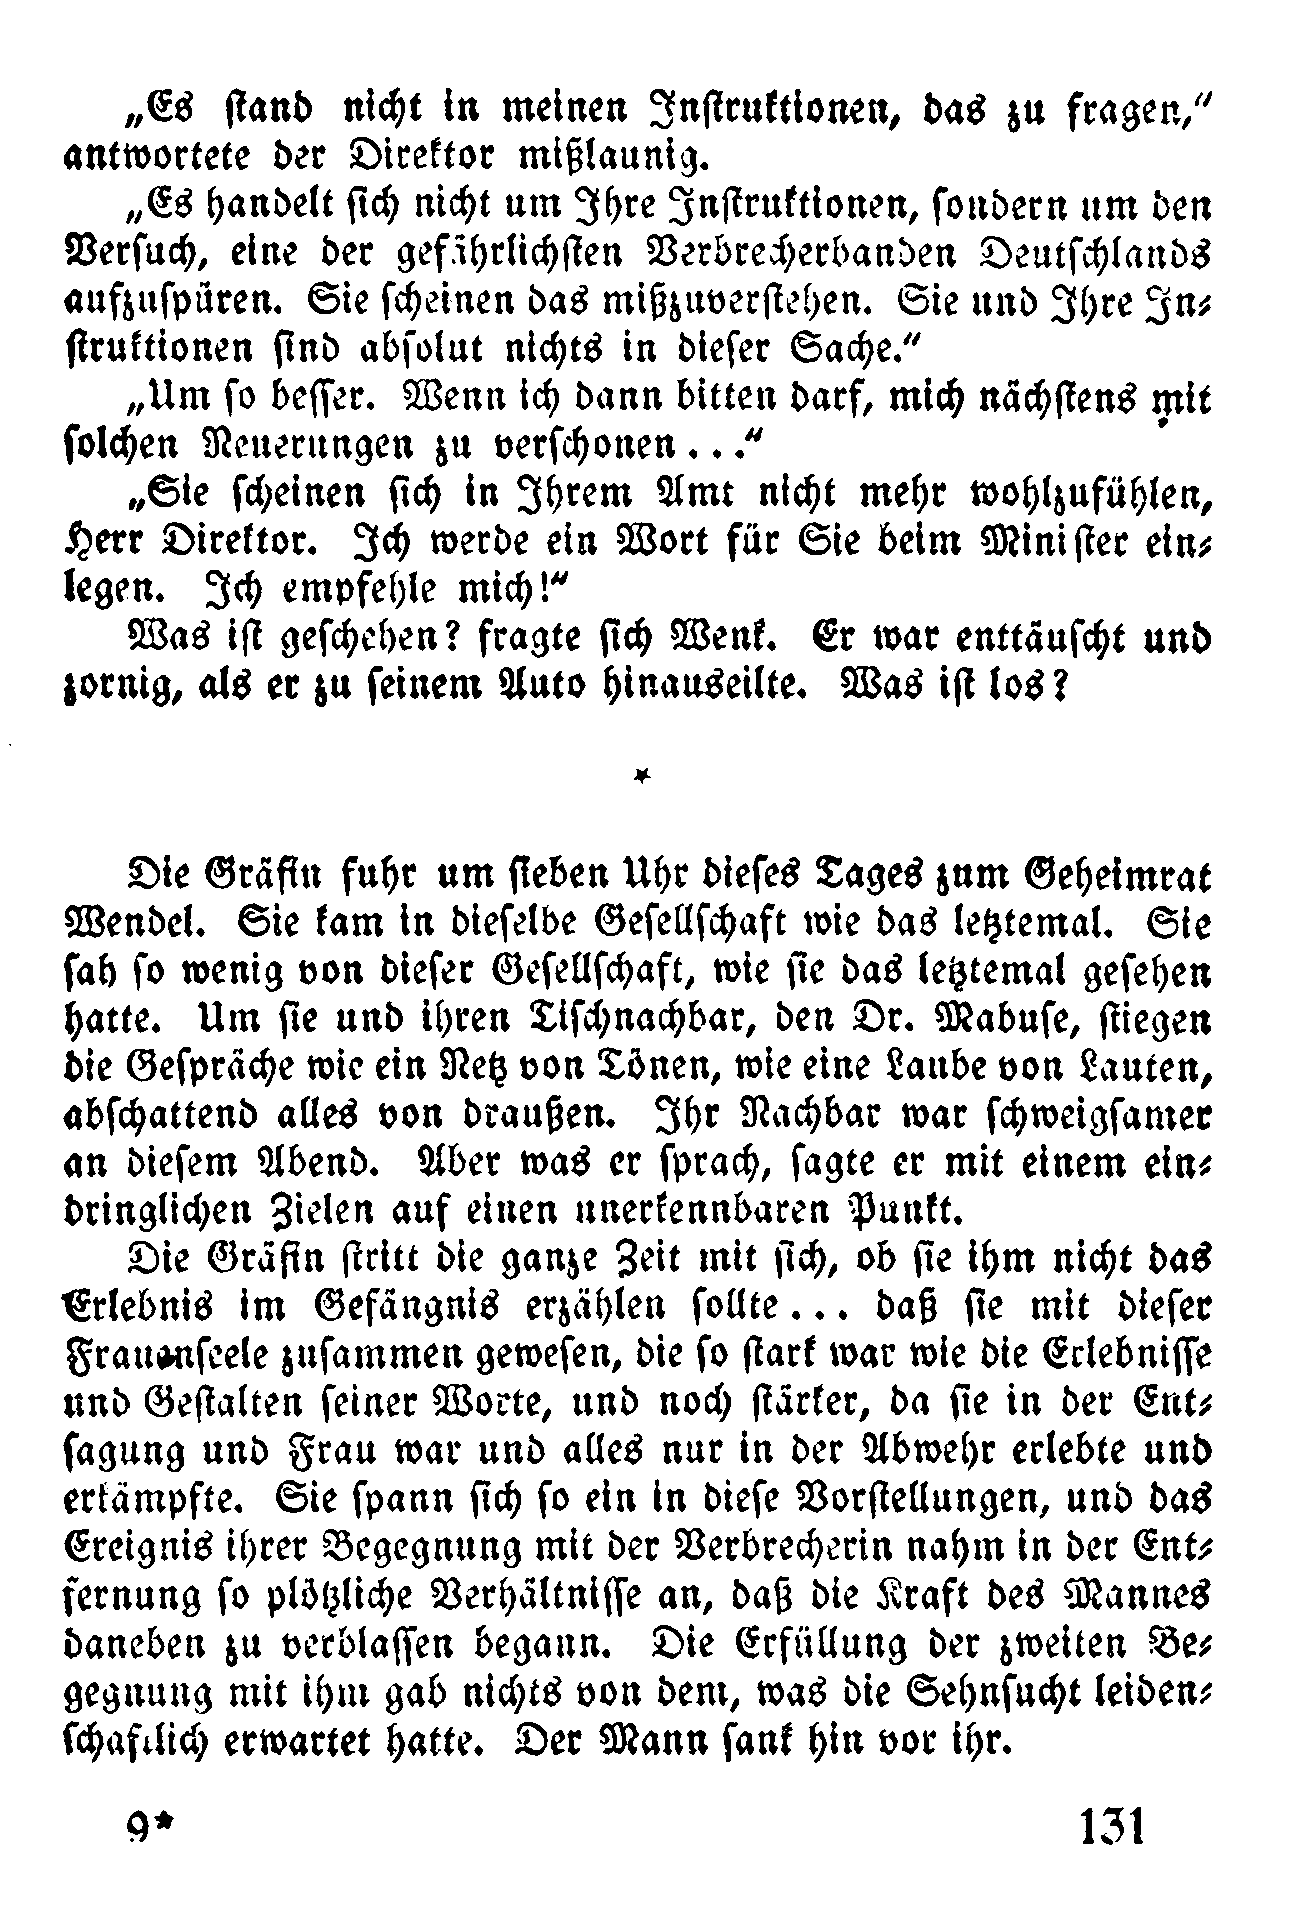 „Es stand nicht in meinen Instruktionen, das zu fragen,“
antwortete der Direktor mißlaunig.
„Es handelt sich nicht um Ihre Instruktionen, sondern um den
Versuch, eine der gefährlichsten Verbrecherbanden Deutschlands
aufzuspüren. Sie scheinen das mißzuverstehen. Sie und Ihre In-
struktionen sind absolut nichts in dieser Sache.“
„Um so besser. Wenn ich dann bitten darf, mich nächstens mit
solchen Neuerungen zu verschonen . . .“
„Sie scheinen sich in Ihrem Amt nicht mehr wohlzufühlen,
Herr Direktor. Ich werde ein Wort für Sie beim Minister ein-
legen. Ich empfehle mich!“
Was ist geschehen? fragte sich Wenk. Er war enttäuscht und
zornig, als er zu seinem Auto hinauseilte. Was ist los?
*
Die Gräfin fuhr um sieben Uhr dieses Tages zum Geheimrat
Wendel. Sie kam in dieselbe Gesellschaft wie das letztemal. Sie
sah so wenig von dieser Gesellschaft, wie sie das letztemal gesehen
hatte. Um sie und ihren Tischnachbar, den Dr. Mabuse, stiegen
die Gespräche wie ein Netz von Tönen, wie eine Laube von Lauten,
abschattend alles von draußen. Ihr Nachbar war schweigsamer
an diesem Abend. Aber was er sprach, sagte er mit einem ein-
dringlichen Zielen auf einen unerkennbaren Punkt.
Die Gräfin stritt die ganze Zeit mit sich, ob sie ihm nicht das
Erlebnis im Gefängnis erzählen sollte . . . daß sie mit dieser
Frauenseele zusammen gewesen, die so stark war wie die Erlebnisse
und Gestalten seiner Worte, und noch stärker, da sie in der Ent-
sagung und Frau war und alles nur in der Abwehr erlebte und
erkämpfte. Sie spann sich so ein in diese Vorstellungen, und das
Ereignis ihrer Begegnung mit der Verbrecherin nahm in der Ent-
fernung so plötzliche Verhältnisse an, daß die Kraft des Mannes
daneben zu verblassen begann. Die Erfüllung der zweiten Be-
gegnung mit ihm gab nichts von dem, was die Sehnsucht leiden-
schaftlich erwartet hatte. Der Mann sank hin vor ihr.
9* 131